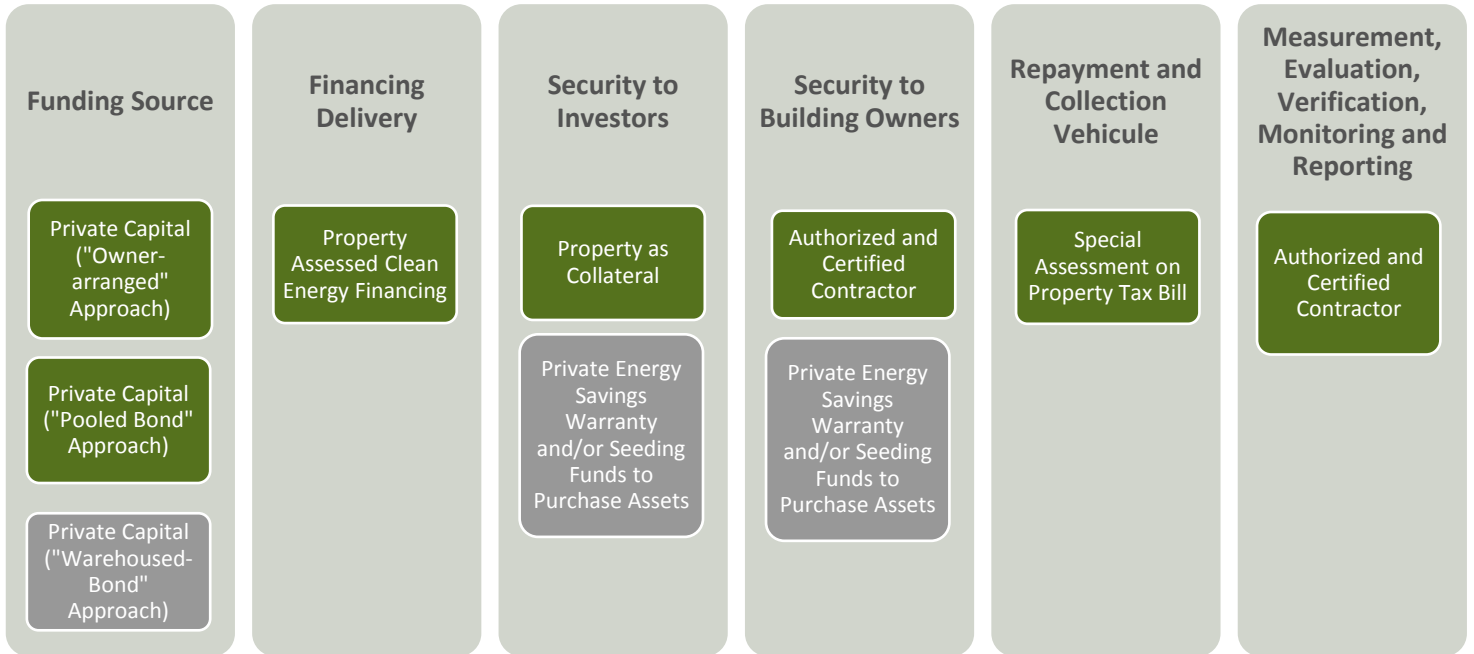 Funding Source
Private Capital
("Owner-
arranged"
Approach)
Private Capital
("Pooled Bond"
Approach)
Private Capital
("Warehoused-
Bond"
Approach)
Financing
Delivery
Property
Assessed Clean
Energy Financing
Security to
Investors
Property as
Collateral
Private Energy
Savings
Warranty
and/or Seeding
Funds to
Purchase Assets
Security to
Building Owners
Authorized and
Certified
Contractor
Private Energy
Savings
Warranty
and/or Seeding
Funds to
Purchase Assets
Repayment and
Collection
Vehicule
Special
Assessment on
Property Tax Bill
Measurement,
Evaluation,
Verification,
Monitoring and
Reporting
Authorized and
Certified
Contractor